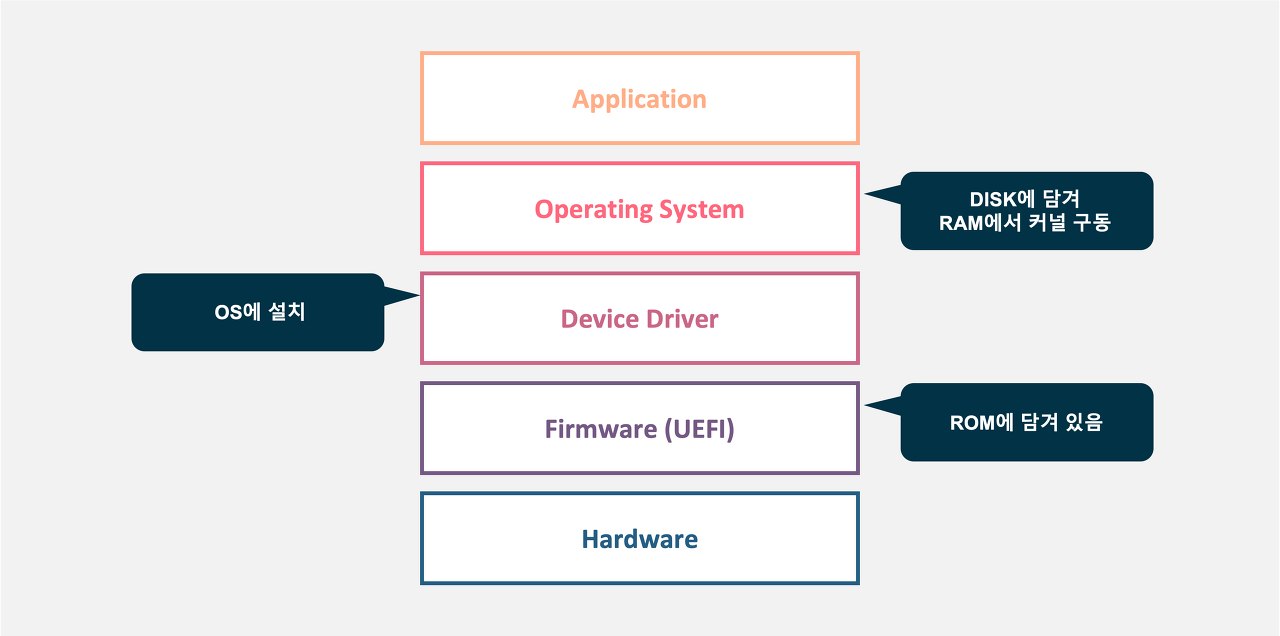 Application
Operating System
DISK에 담겨
RAM에서 커널 구동
OS에 설치
Device Driver
Firmware (UEFI)
ROM에 담겨 있음
Hardware